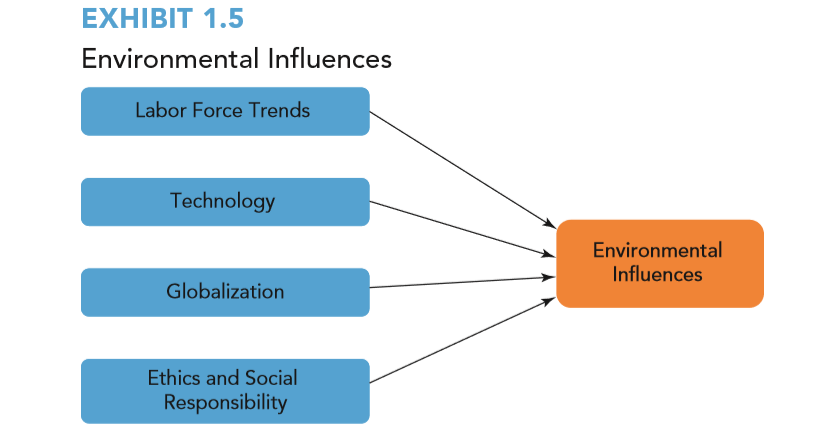 EXHIBIT 1.5
Environmental Influences
Labor Force Trends
Technology
Globalization
Ethics and Social
Responsibility
Environmental
Influences